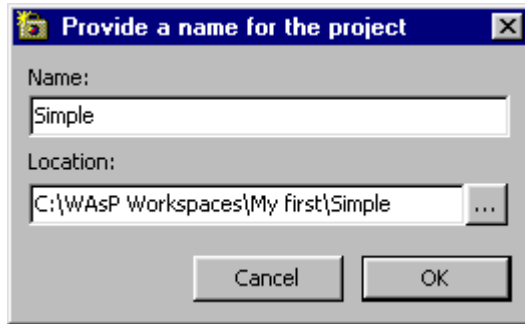 Provide a name for the project
Name:
Simple
Location:
C:\WAsP Workspaces\My first\Simple
...
Cancel OK